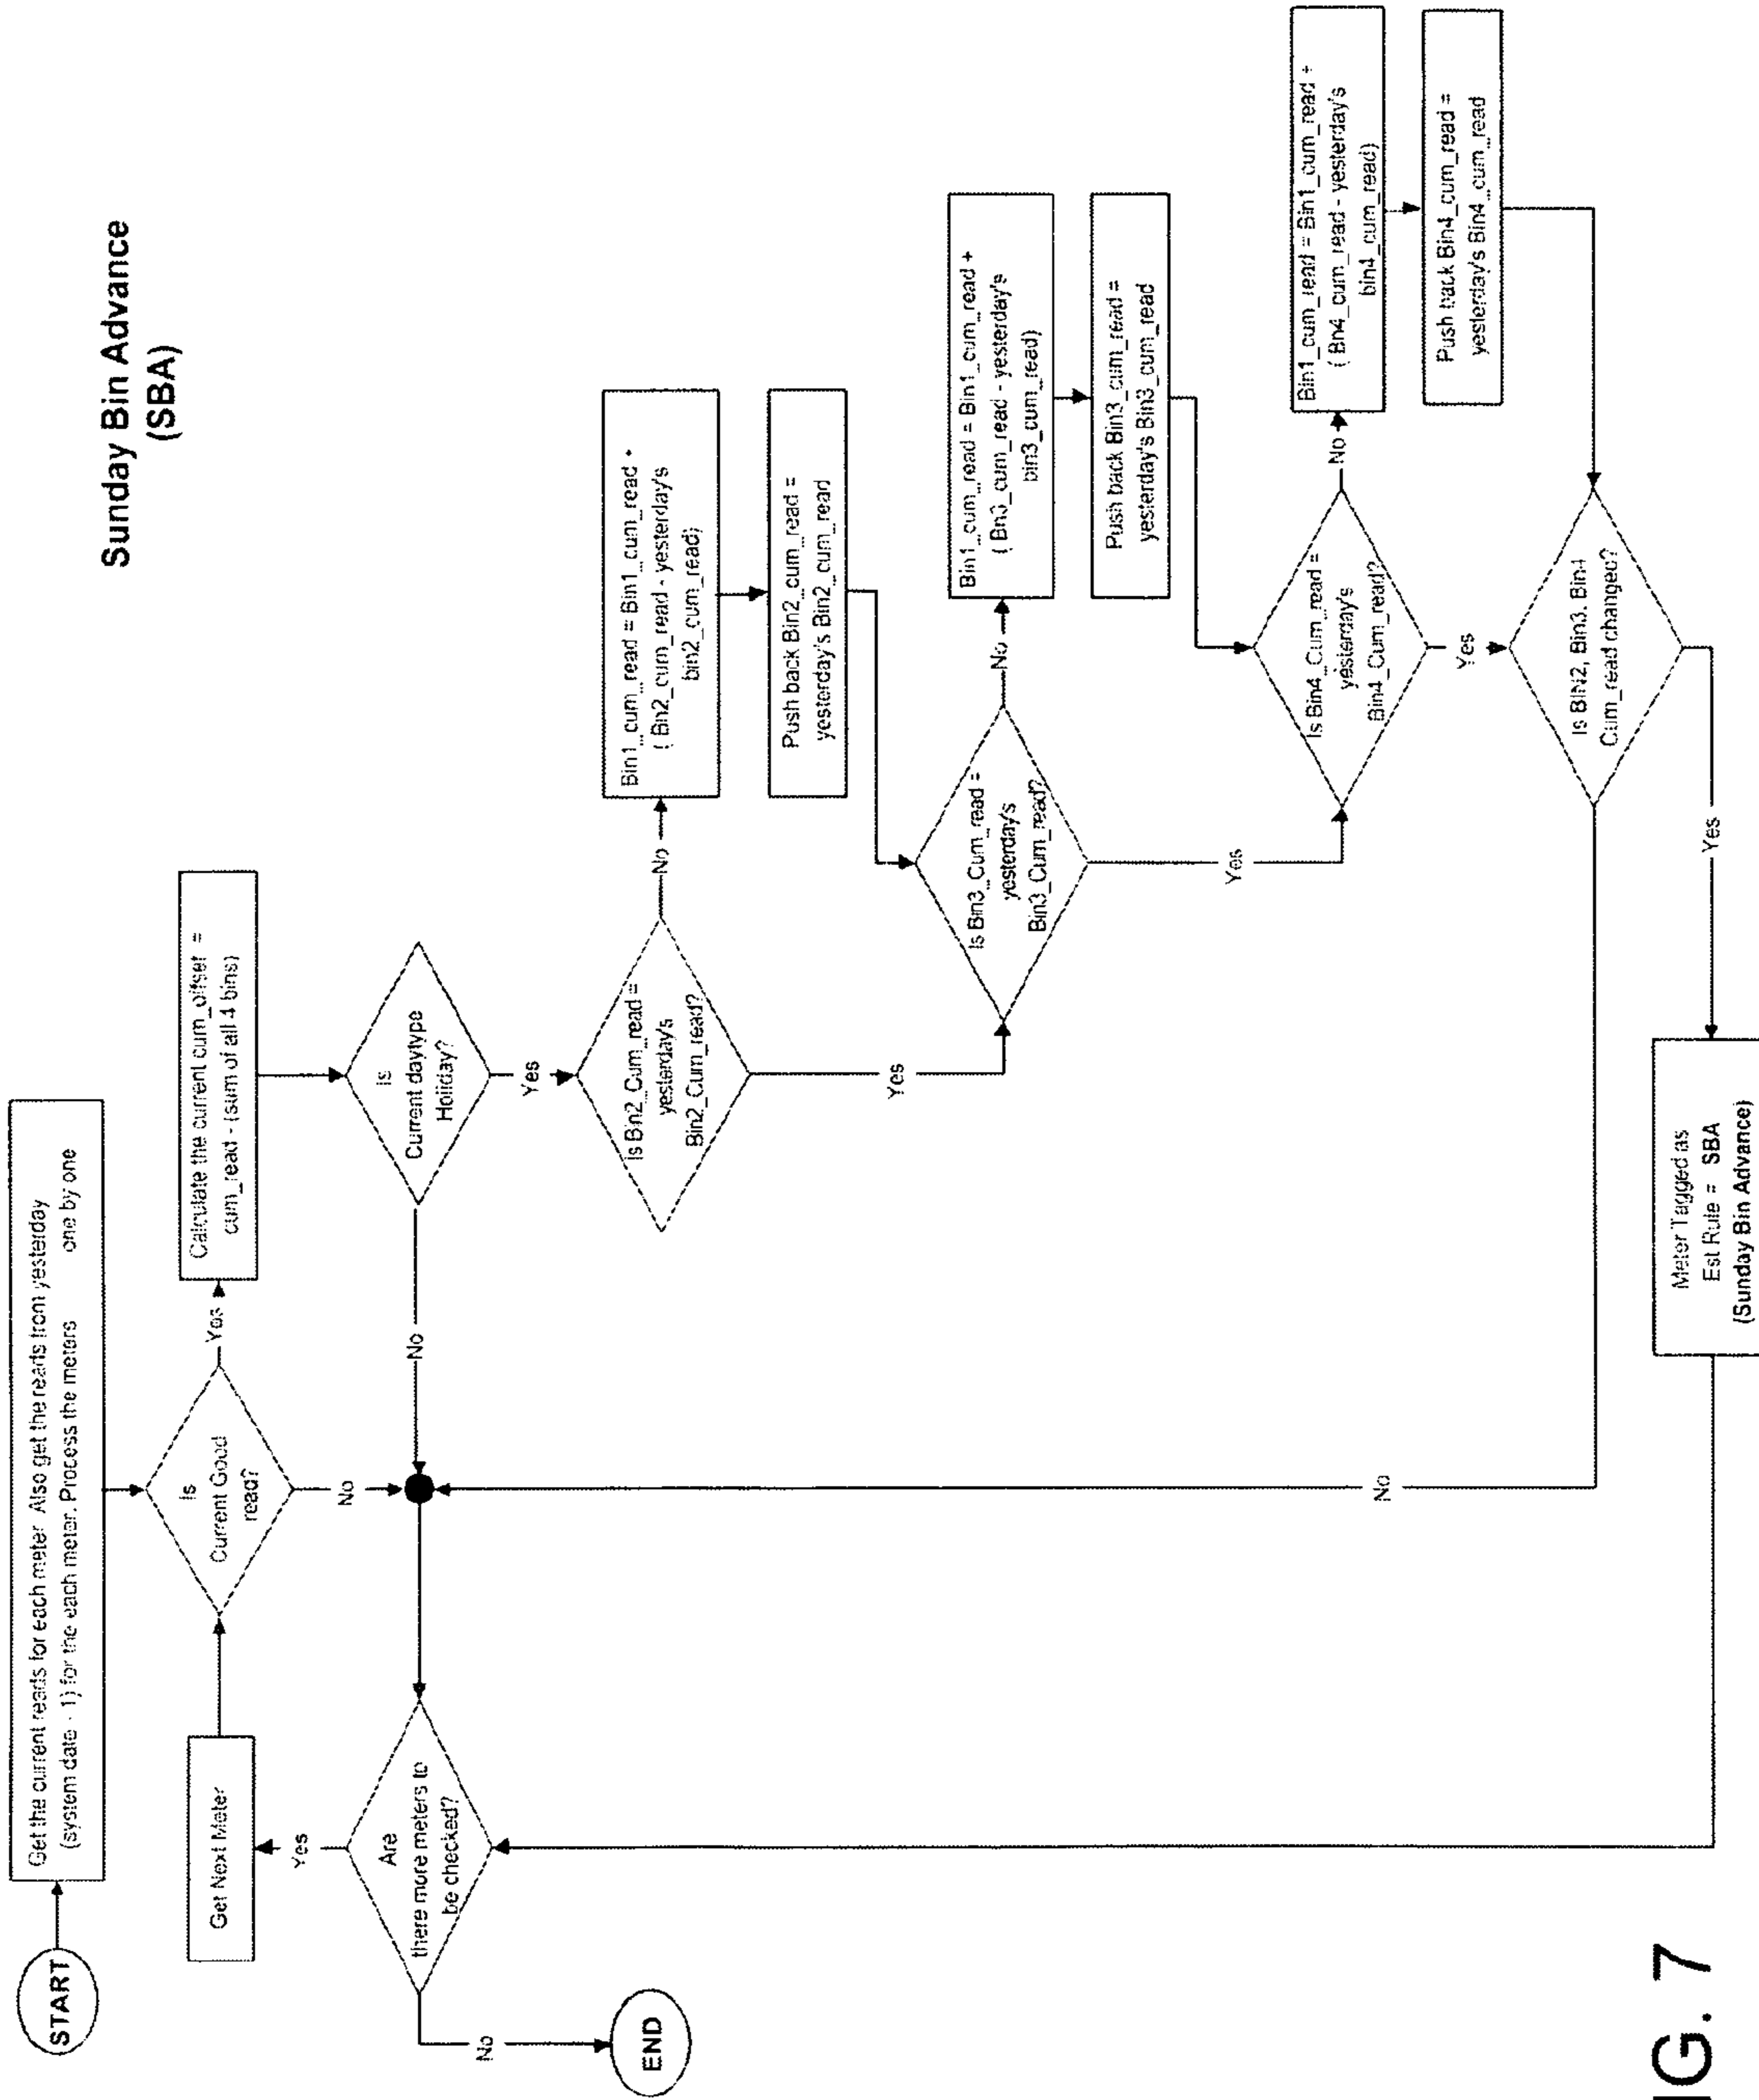 Sunday Bin Advance
(SBA)
START
Get the current reads for each meter. Also get the reads from yesterday
(system date - 1) for the each meter. Process the meters one by one
Is
Current Good
read?
Yes
No
Calculate the current cum_offset =
cum_read - (sum of all 4 bins)
Get Next Meter
Yes
Are
there more meters to
be checked?
No
END
Is
Current daytype
Holiday?
No
Yes
Is Bin2_Cum_read =
yesterday's
Bin2_Cum_read?
No
Yes
Bin1_cum_read = Bin1_cum_read +
( Bn2_cum_read - yesterday's
bin2_cum_read)
Push back Bin2_cum_read =
yesterday's Bin2_cum_read
Is Bin3_Cum_read =
yesterday's
Bin3_Cum_read?
No
Yes
Bin1_cum_read = Bin1_cum_read +
( Bn3_cum_read - yesterday's
bin3_cum_read)
Push back Bin3_cum_read =
yesterday's Bin3_cum_read
Is Bin4_Cum_read =
yesterday's
Bin4_Cum_read?
No
Yes
Bin1_cum_read = Bin1_cum_read +
( Bn4_cum_read - yesterday's
bin4_cum_read)
Push back Bin4_cum_read =
yesterday's Bin4_cum_read
Is BIN2, Bin3, Bin4
Cum_read changed?
No
Yes
Meter Tagged as
Est Rule = SBA
(Sunday Bin Advance)
IG. 7